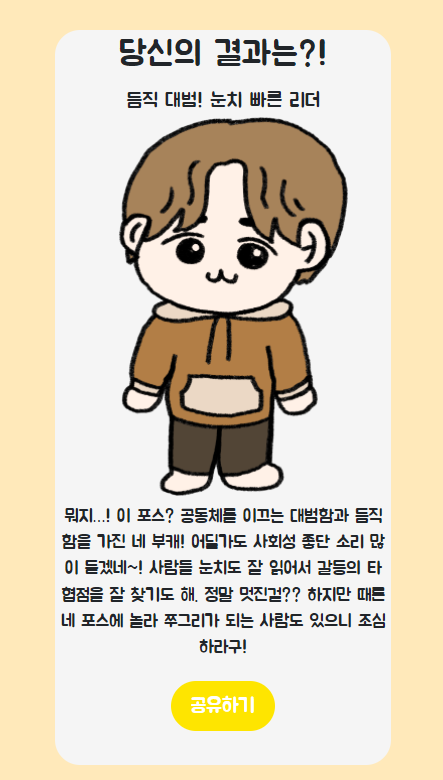 당신의 결과는?!
듬직 대범! 눈치 빠른 리더
뭐지...! 이 포스? 공동체를 이끄는 대범함과 듬직
함을 가진 네 부캐! 어딜가도 사회성 좋단 소리 많
이 듣겠네~! 사람들 눈치도 잘 읽어서 갈등의 타
협점을 잘 찾기도 해. 정말 멋진걸?? 하지만 때론
네 포스에 놀라 쭈그리가 되는 사람도 있으니 조심
하라구!
공유하기